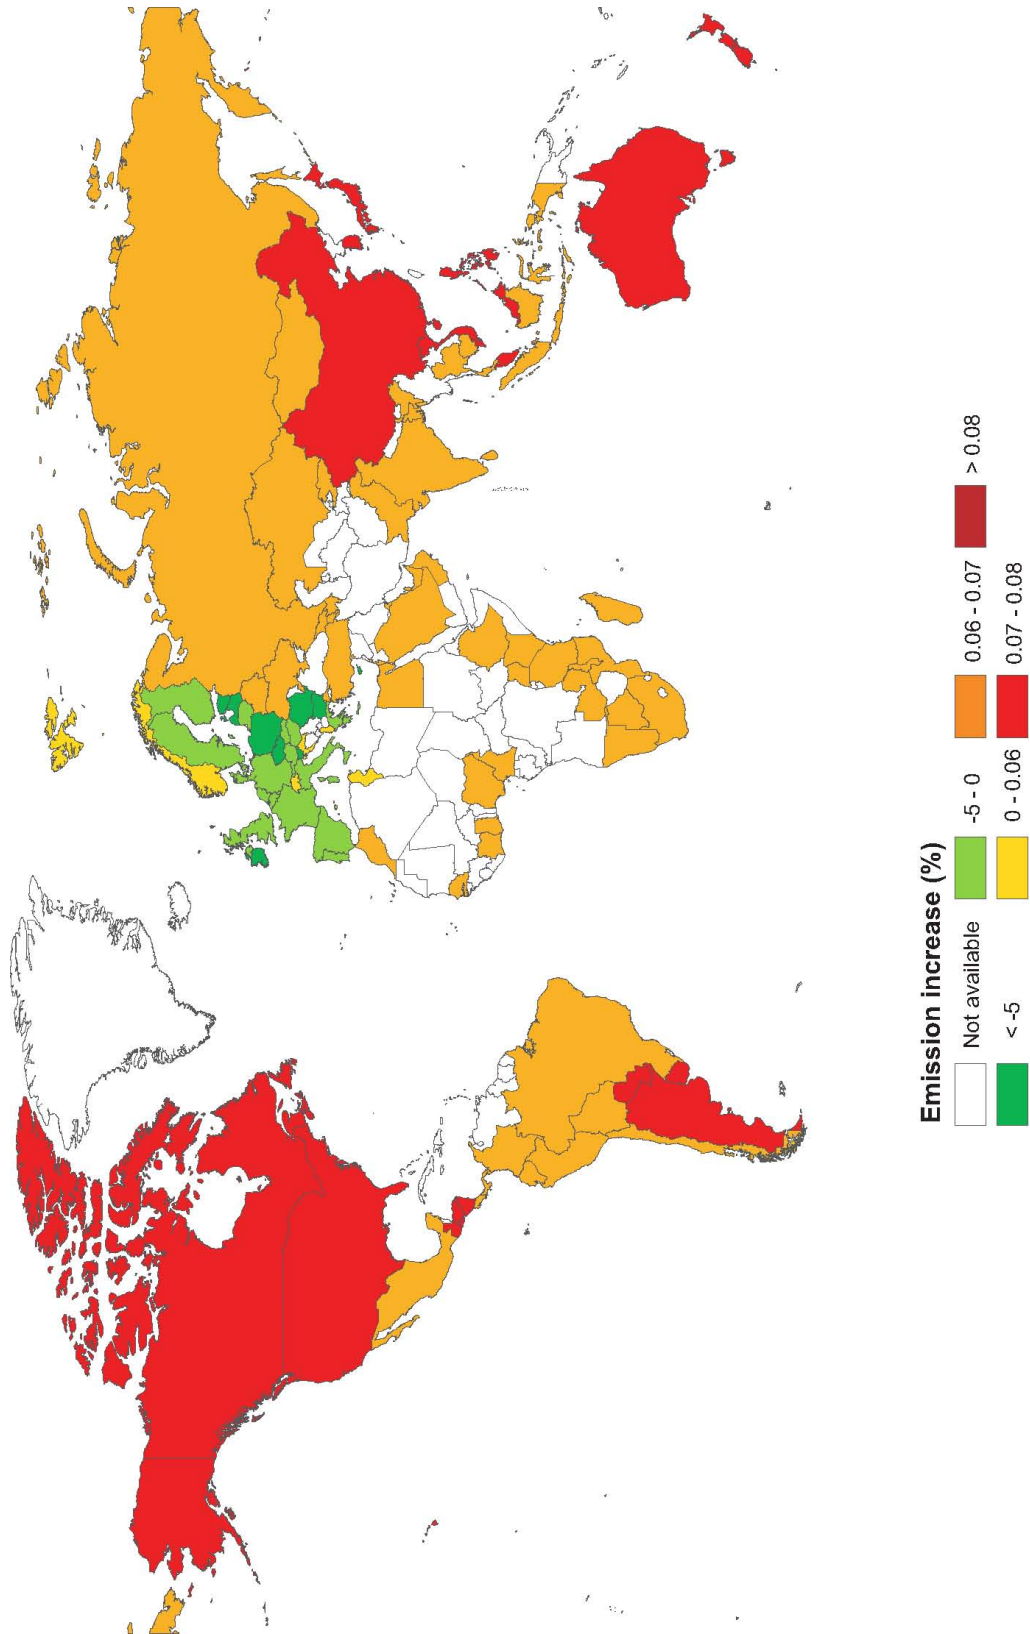 Emission increase (%)
Not available
-5 - 0
0.06 - 0.07
> 0.08
< -5
0 - 0.06
0.07 - 0.08